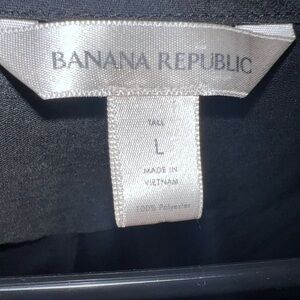 BANANA REPUBLIC
TALL
L
MADE IN
VIETNAM
100% Polyester